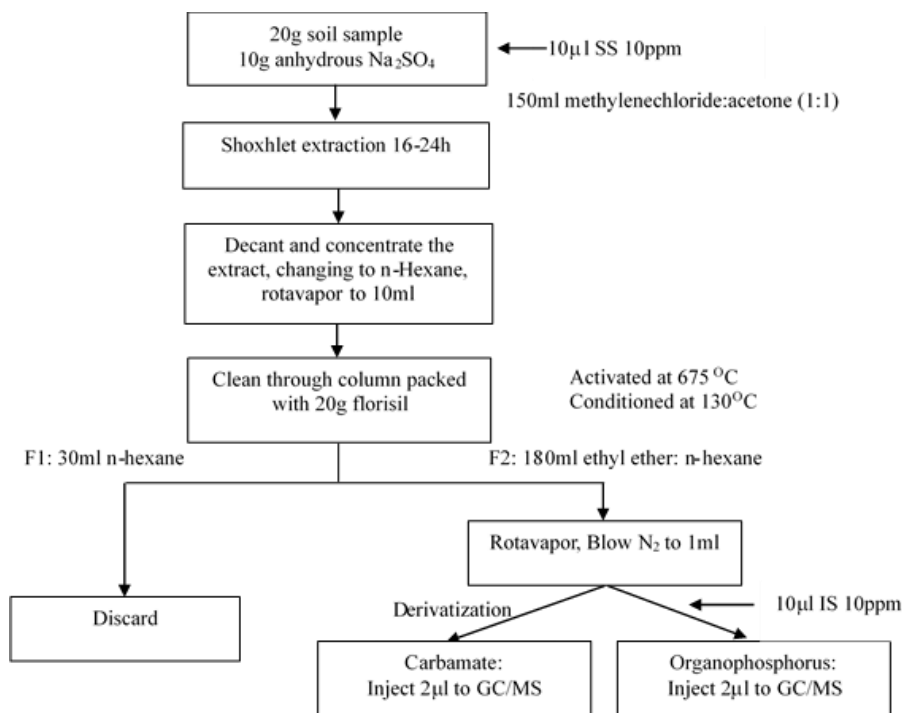 20g soil sample
10g anhydrous Na₂SO₄
10µl SS 10ppm
150ml methylenechloride:acetone (1:1)
Shoxhlet extraction 16-24h
Decant and concentrate the
extract, changing to n-Hexane,
rotavapor to 10ml
Clean through column packed
with 20g florisil
Activated at 675 ᴼC
Conditioned at 130ᴼC
F1: 30ml n-hexane
F2: 180ml ethyl ether: n-hexane
Rotavapor, Blow N₂ to 1ml
Discard
Derivatization
10µl IS 10ppm
Carbamate:
Inject 2µl to GC/MS
Organophosphorus:
Inject 2µl to GC/MS